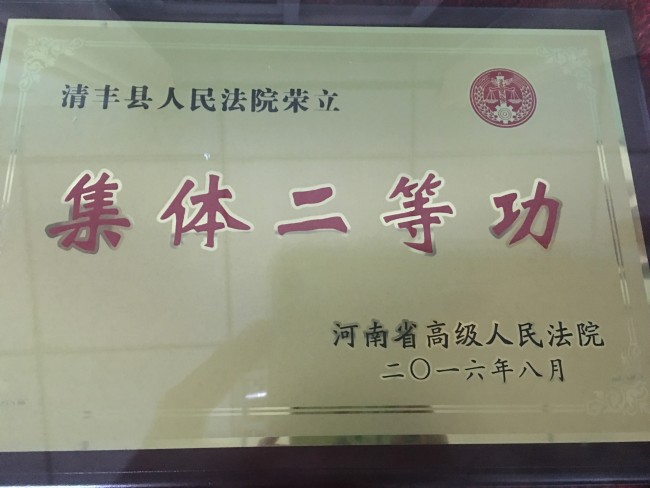 清丰县人民法院荣立
集体二等功
河南省高级人民法院
二〇一六年八月